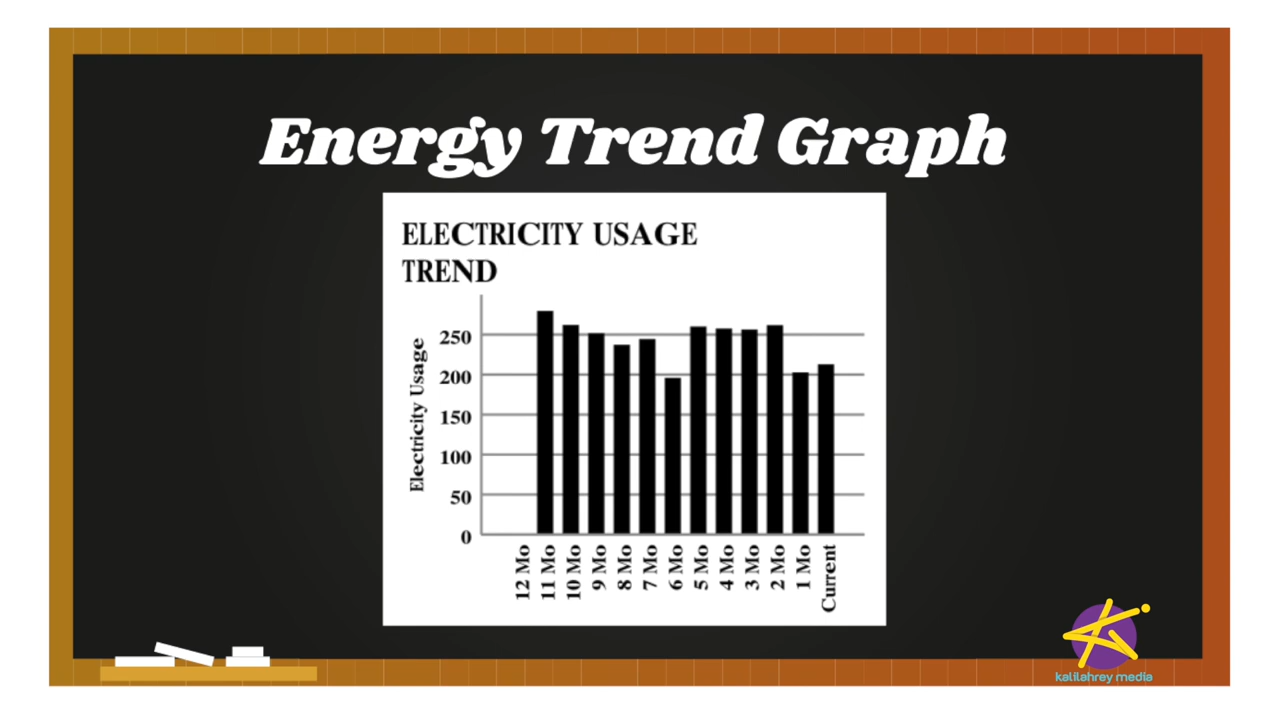 Energy Trend Graph
ELECTRICITY USAGE
TREND
Electricity Usage
250
200
150
100
50
0
12 Mo
11 Mo
10 Mo
9 Mo
8 Mo
7 Mo
6 Mo
5 Mo
4 Mo
3 Mo
2 Mo
1 Mo
Current
kalilahrey media